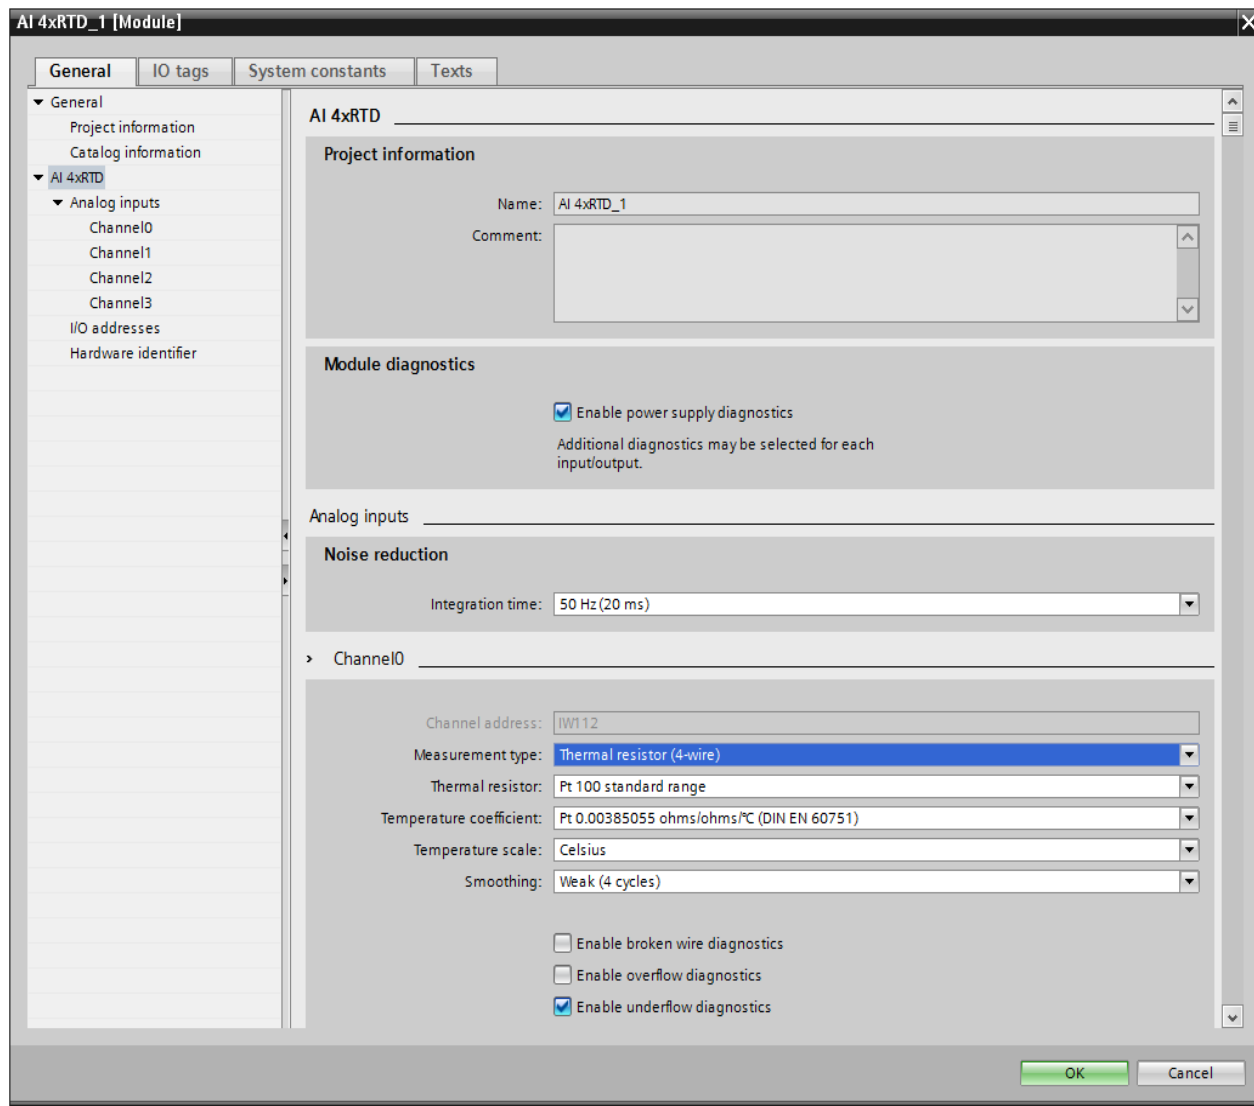 AI 4xRTD_1 [Module]
General
IO tags
System constants
Texts
General
Project information
Catalog information
AI 4xRTD
Analog inputs
Channel0
Channel1
Channel2
Channel3
I/O addresses
Hardware identifier
AI 4xRTD
Project information
Name: AI 4xRTD_1
Comment:
Module diagnostics
Enable power supply diagnostics
Additional diagnostics may be selected for each
input/output.
Analog inputs
Noise reduction
Integration time: 50 Hz (20 ms)
Channel0
Channel address: IW112
Measurement type: Thermal resistor (4-wire)
Thermal resistor: Pt 100 standard range
Temperature coefficient: Pt 0.00385055 ohms/ohms/°C (DIN EN 60751)
Temperature scale: Celsius
Smoothing: Weak (4 cycles)
Enable broken wire diagnostics
Enable overflow diagnostics
Enable underflow diagnostics
OK
Cancel